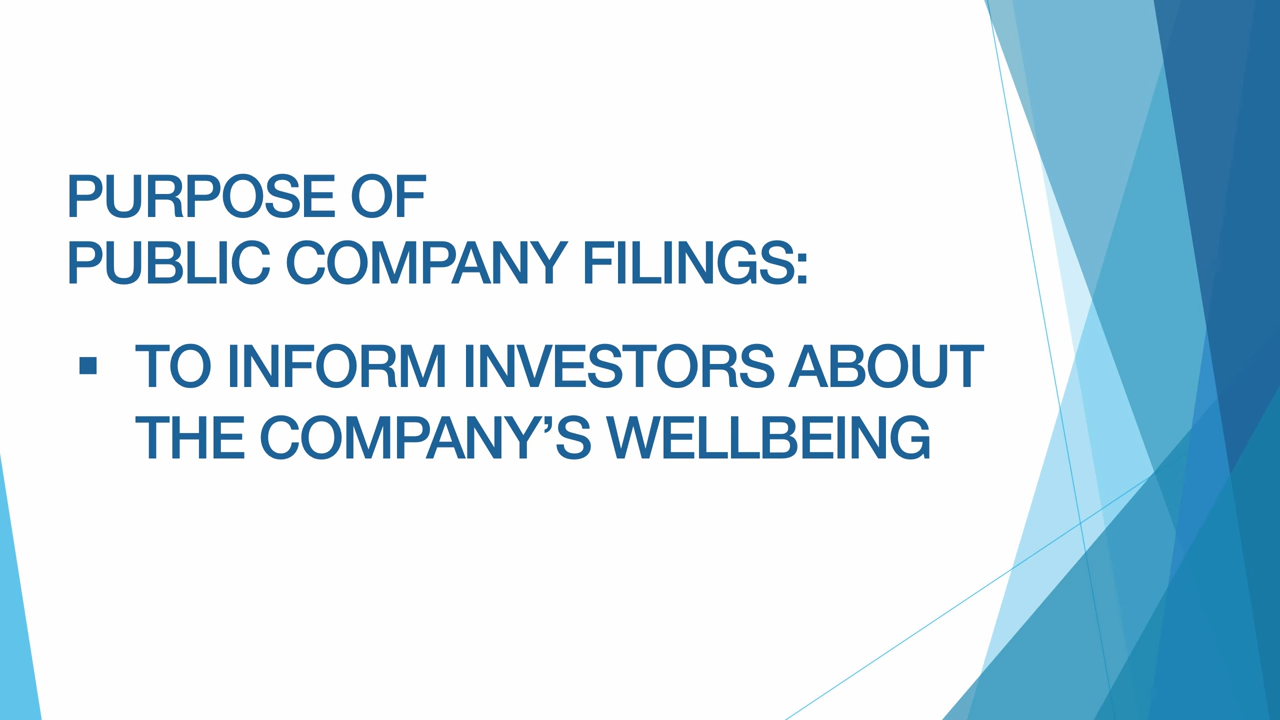 PURPOSE OF
PUBLIC COMPANY FILINGS:
▪ TO INFORM INVESTORS ABOUT
THE COMPANY’S WELLBEING